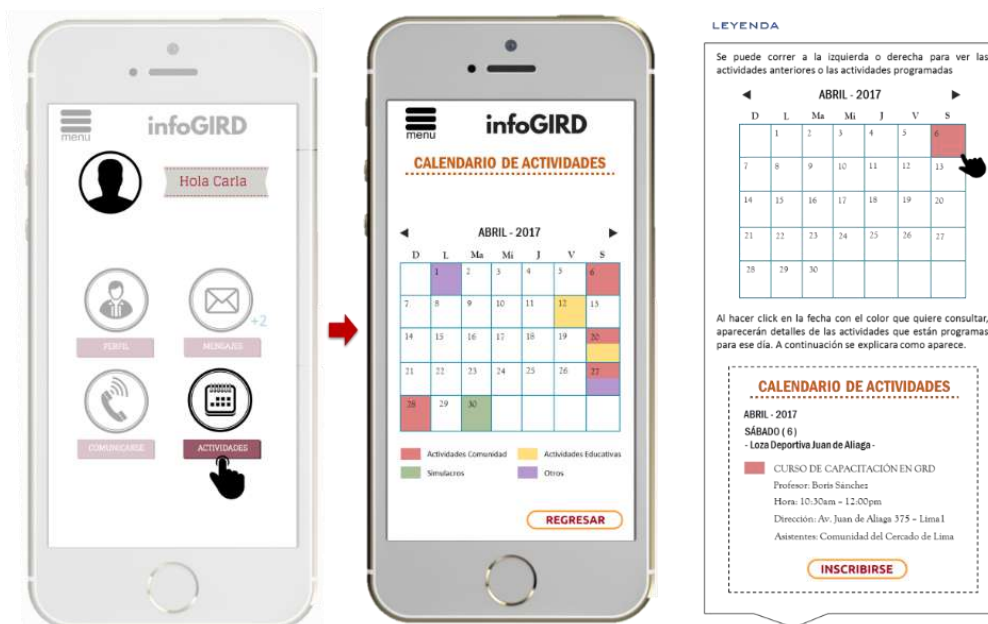 menu
infoGIRD
Hola Carla
+2
PERFIL
MENSAJES
COMUNICARSE
ACTIVIDADES
menu
infoGIRD
CALENDARIO DE ACTIVIDADES
ABRIL - 2017
D L Ma Mi J V S
1 2 3 4 5 6
7 8 9 10 11 12 13
14 15 16 17 18 19 20
21 22 23 24 25 26 27
28 29 30
Actividades Comunidad
Actividades Educativas
Simulacros
Otros
REGRESAR
LEYENDA
Se puede correr a la izquierda o derecha para ver las
actividades anteriores o las actividades programadas
ABRIL - 2017
D L Ma Mi J V S
1 2 3 4 5 6
7 8 9 10 11 12 13
14 15 16 17 18 19 20
21 22 23 24 25 26 27
28 29 30
Al hacer click en la fecha con el color que quiere consultar,
aparecerán detalles de las actividades que están programas
para ese día. A continuación se explicara como aparece.
CALENDARIO DE ACTIVIDADES
ABRIL - 2017
SÁBADO ( 6 )
- Loza Deportiva Juan de Aliaga -
CURSO DE CAPACITACIÓN EN GRD
Profesor: Boris Sánchez
Hora: 10:30am – 12:00pm
Dirección: Av. Juan de Aliaga 375 – Lima1
Asistentes: Comunidad del Cercado de Lima
INSCRIBIRSE